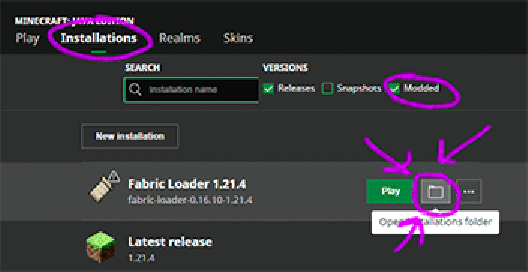 MINECRAFT: JAVA EDITION
Play Installations Realms Skins
SEARCH VERSIONS
Installation name Releases Snapshots Modded
New installation
Fabric Loader 1.21.4
fabric-loader-0.16.10-1.21.4
Play ...
Open installations folder
Latest release
1.21.4